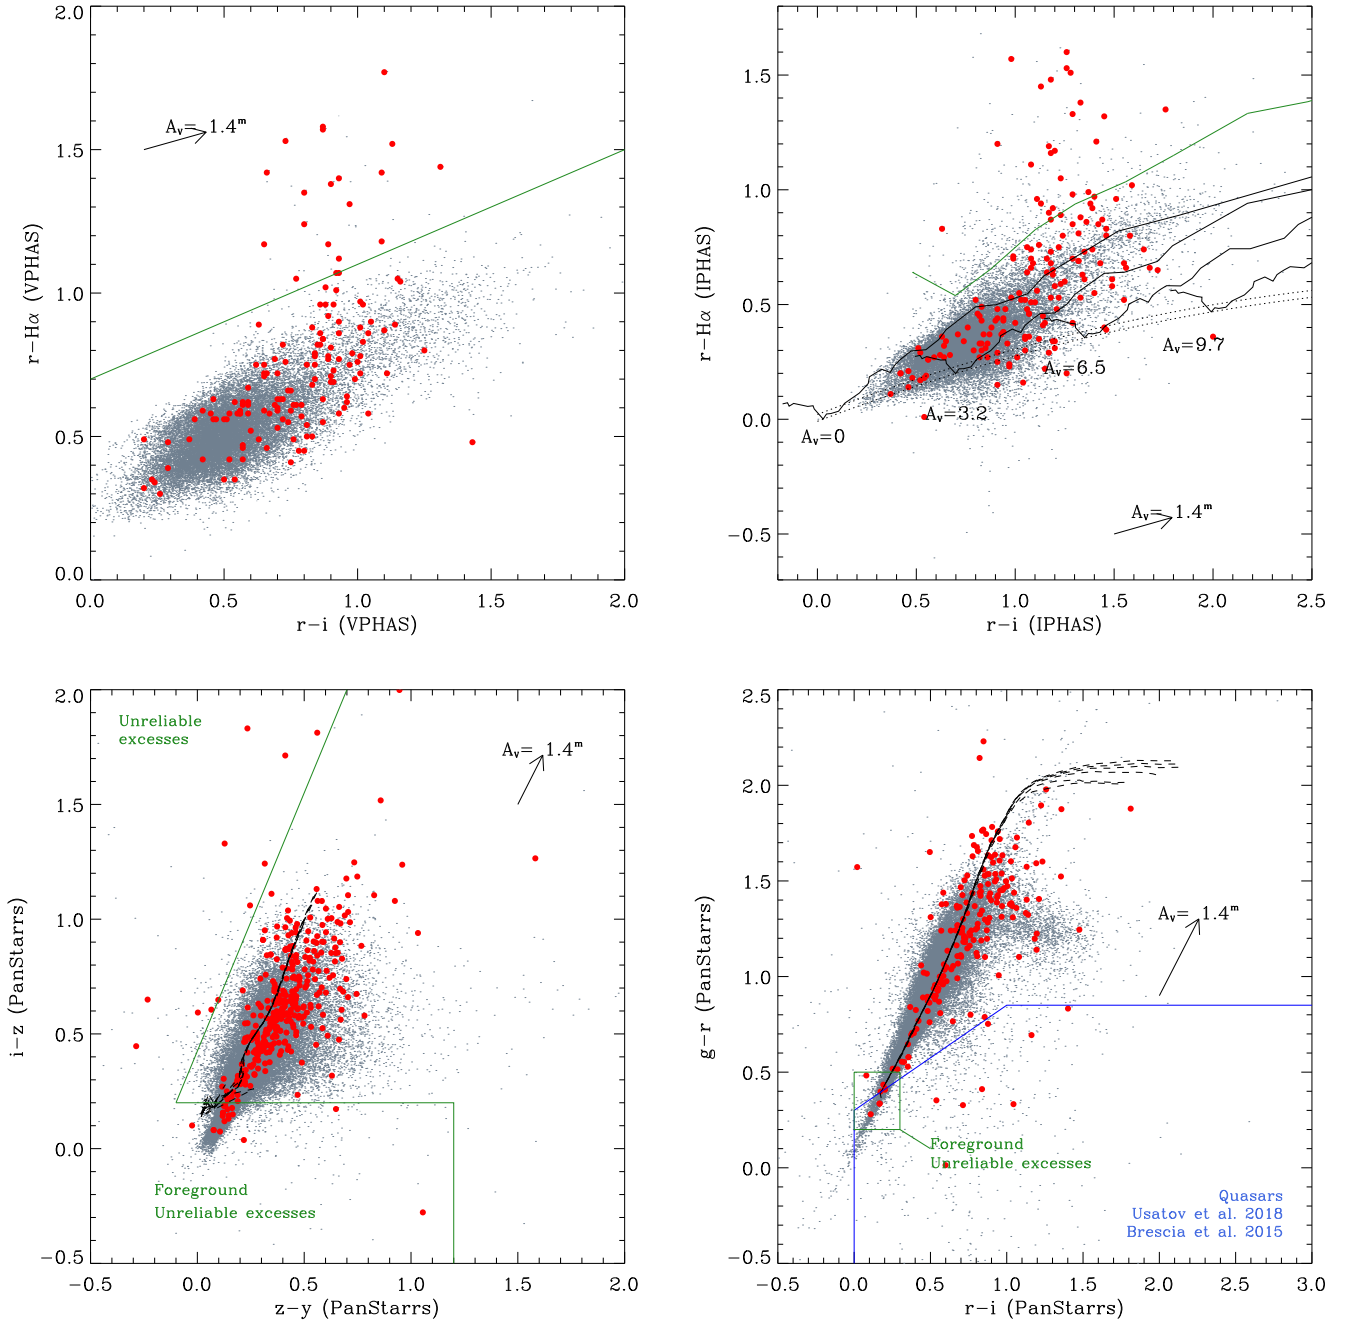 2.0
1.5
1.0
0.5
0.0
r−Hα (VPHAS)
Aᵥ= 1.4ᵐ
0.0 0.5 1.0 1.5 2.0
r−i (VPHAS)
1.5
1.0
0.5
0.0
−0.5
r−Hα (IPHAS)
Aᵥ=9.7
Aᵥ=6.5
Aᵥ=3.2
Aᵥ=0
Aᵥ= 1.4ᵐ
0.0 0.5 1.0 1.5 2.0 2.5
r−i (IPHAS)
2.0
1.5
1.0
0.5
0.0
−0.5
i−z (PanStarrs)
Unreliable
excesses
Aᵥ= 1.4ᵐ
Foreground
Unreliable excesses
−0.5 0.0 0.5 1.0 1.5 2.0
z−y (PanStarrs)
2.5
2.0
1.5
1.0
0.5
0.0
−0.5
g−r (PanStarrs)
Aᵥ= 1.4ᵐ
Foreground
Unreliable excesses
Quasars
Usatov et al. 2018
Brescia et al. 2015
−0.5 0.0 0.5 1.0 1.5 2.0 2.5 3.0
r−i (PanStarrs)